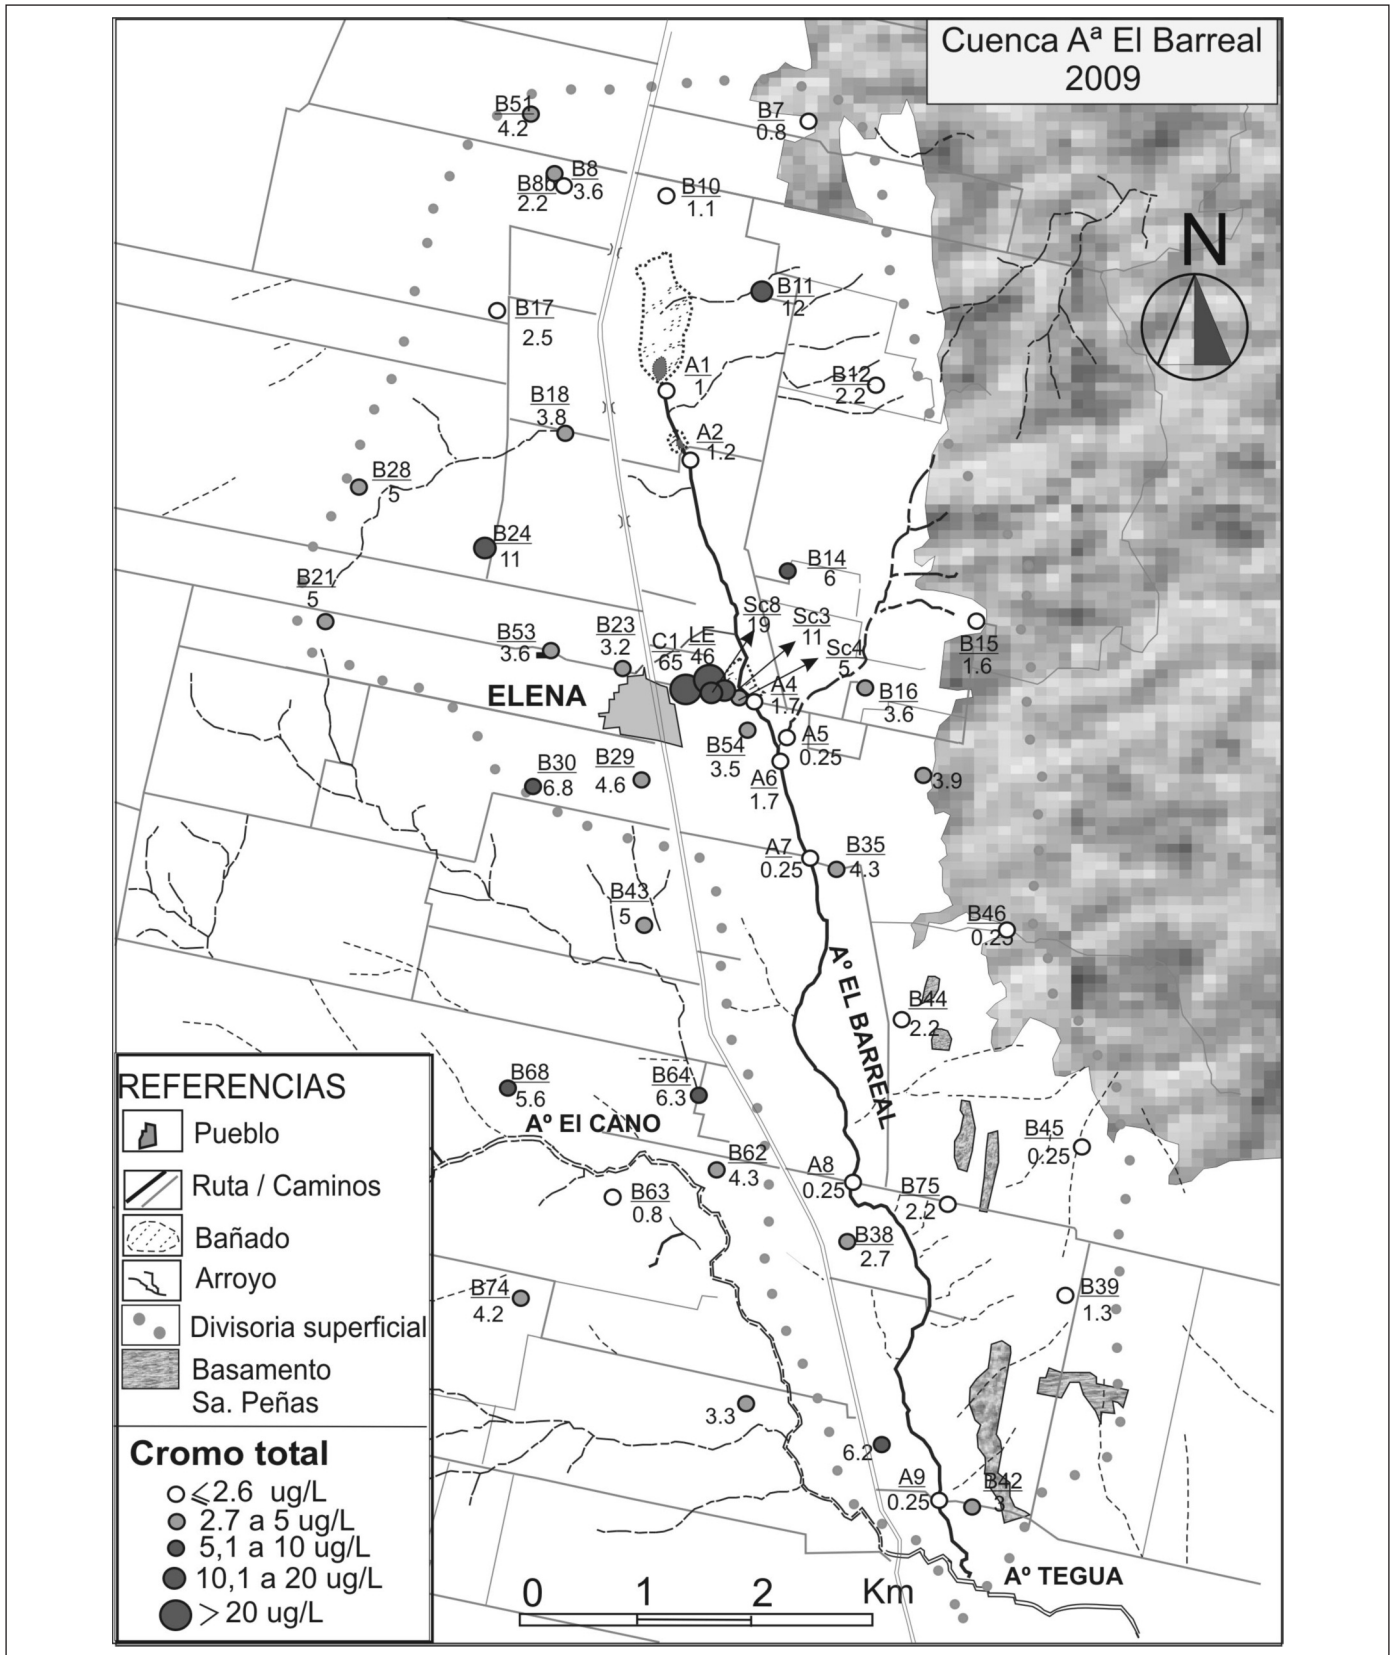 Cuenca Aª El Barreal
2009
B51
4.2
B7
0.8
B8
3.6
B8b
2.2
B10
1.1
N
B11
12
B17
2.5
A1
1
B12
2.2
B18
3.8
A2
1.2
B28
5
B24
11
B14
6
B21
5
Sc8
19
Sc3
11
B53
3.6
B23
3.2
C1
65
LE
46
Sc4
5
B15
1.6
ELENA
A4
1.7
B16
3.6
B54
3.5
A5
0.25
A6
1.7
B30
6.8
B29
4.6
3.9
A7
0.25
B35
4.3
B43
5
B46
0.25
Aº EL BARREAL
B44
2.2
B68
5.6
B64
6.3
Aº El CANO
B45
0.25
B62
4.3
A8
0.25
B63
0.8
B75
2.2
B38
2.7
B74
4.2
B39
1.3
3.3
6.2
A9
0.25
B42
3
Aº TEGUA
REFERENCIAS
Pueblo
Ruta / Caminos
Bañado
Arroyo
Divisoria superficial
Basamento
Sa. Peñas
Cromo total
⩽2.6 ug/L
2.7 a 5 ug/L
5,1 a 10 ug/L
10,1 a 20 ug/L
> 20 ug/L
0 1 2 Km